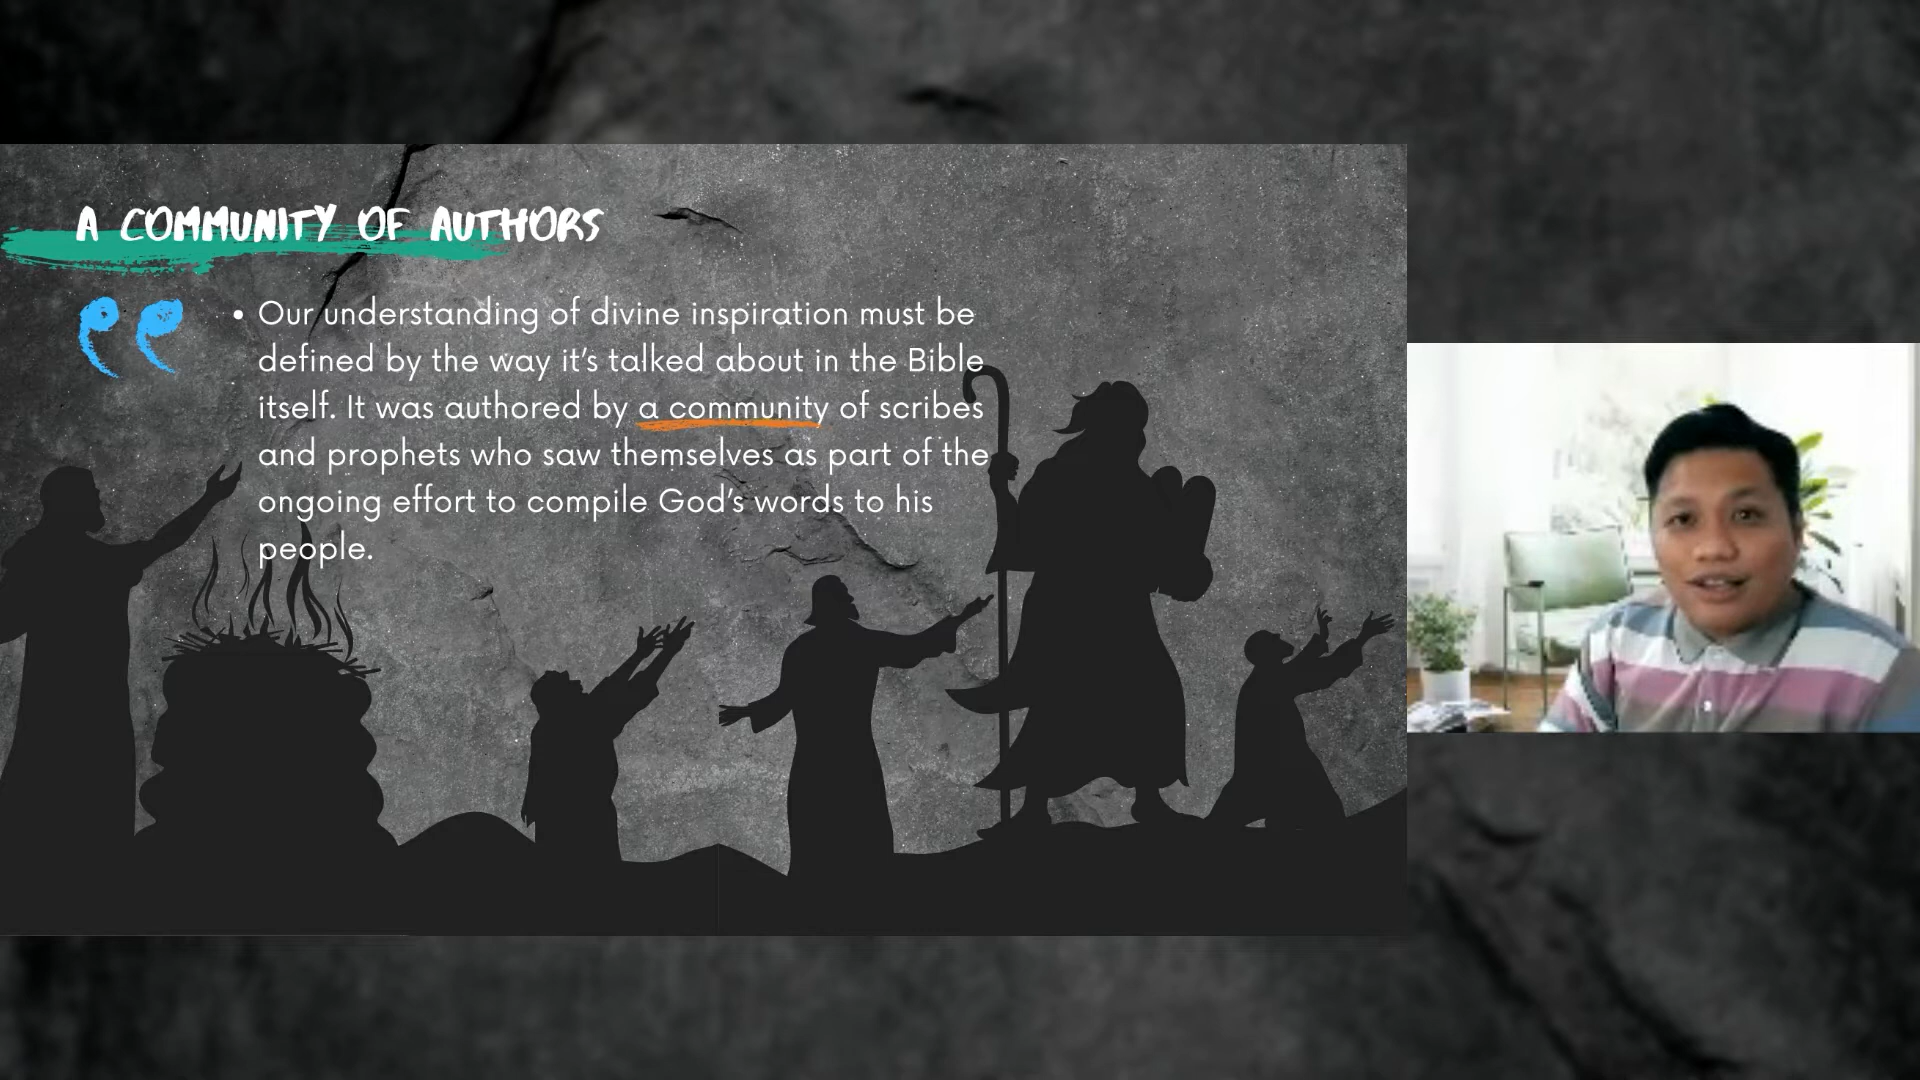 A COMMUNITY OF AUTHORS
• Our understanding of divine inspiration must be
defined by the way it's talked about in the Bible
itself. It was authored by a community of scribes
and prophets who saw themselves as part of the
ongoing effort to compile God's words to his
people.